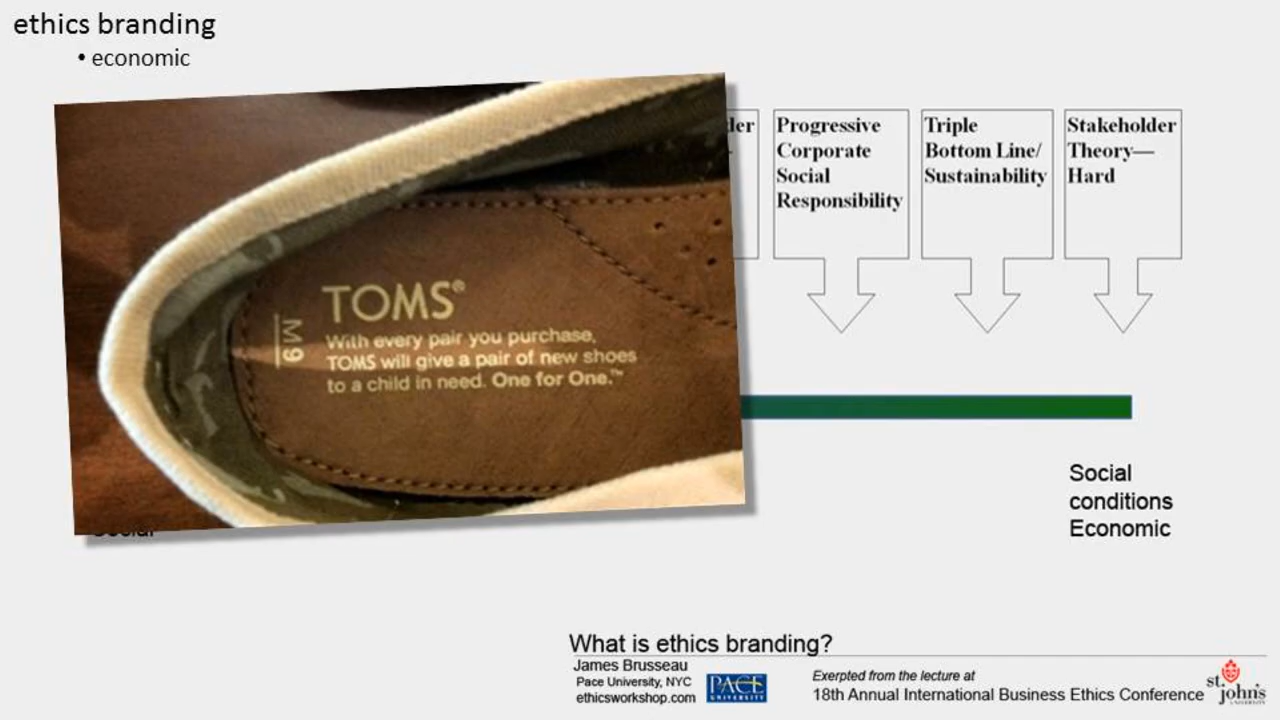 ethics branding
• economic
Progressive
Corporate
Social
Responsibility
Triple
Bottom Line/
Sustainability
Stakeholder
Theory—
Hard
TOMS®
M9
With every pair you purchase,
TOMS will give a pair of new shoes
to a child in need. One for One.™
Social
conditions
Economic
What is ethics branding?
James Brusseau
Pace University, NYC
ethicsworkshop.com
PACE
UNIVERSITY
Exerpted from the lecture at
18th Annual International Business Ethics Conference
st.
john's
UNIVERSITY